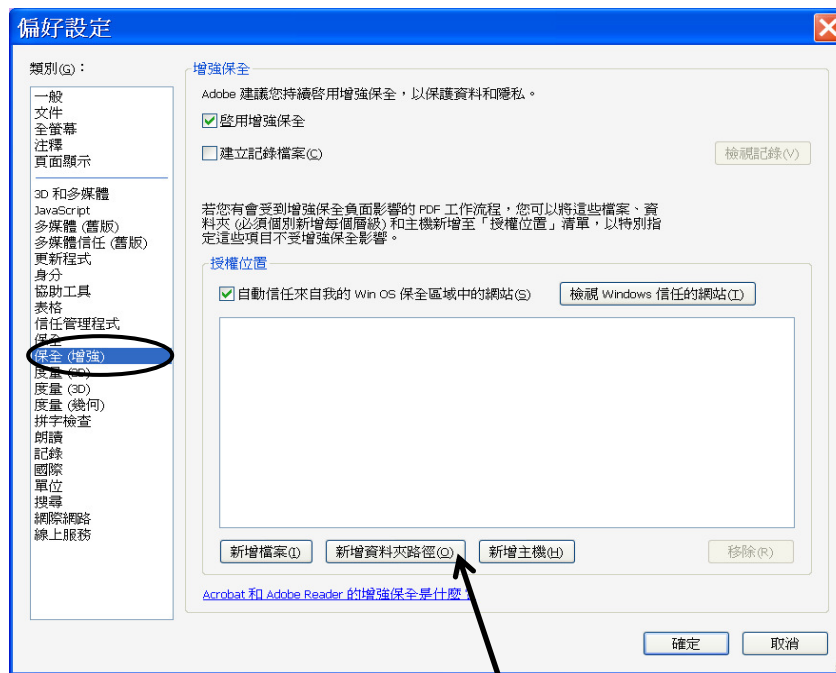 偏好設定
類別(G)：
一般
文件
全螢幕
注釋
頁面顯示
3D 和多媒體
JavaScript
多媒體 (舊版)
多媒體信任 (舊版)
更新程式
身分
協助工具
表格
信任管理程式
保全
保全 (增強)
度量 (2D)
度量 (3D)
度量 (幾何)
拼字檢查
朗讀
記錄
國際
單位
搜尋
網際網路
線上服務
增強保全
Adobe 建議您持續啓用增強保全，以保護資料和隱私。
啓用增強保全
建立記錄檔案(C)
檢視記錄(V)
若您有會受到增強保全負面影響的 PDF 工作流程，您可以將這些檔案、資
料夾 (必須個別新增每個層級) 和主機新增至「授權位置」清單，以特別指
定這些項目不受增強保全影響。
授權位置
自動信任來自我的 Win OS 保全區域中的網站(S)
檢視 Windows 信任的網站(T)
新增檔案(I)
新增資料夾路徑(O)
新增主機(H)
移除(R)
Acrobat 和 Adobe Reader 的增強保全是什麼？
確定
取消